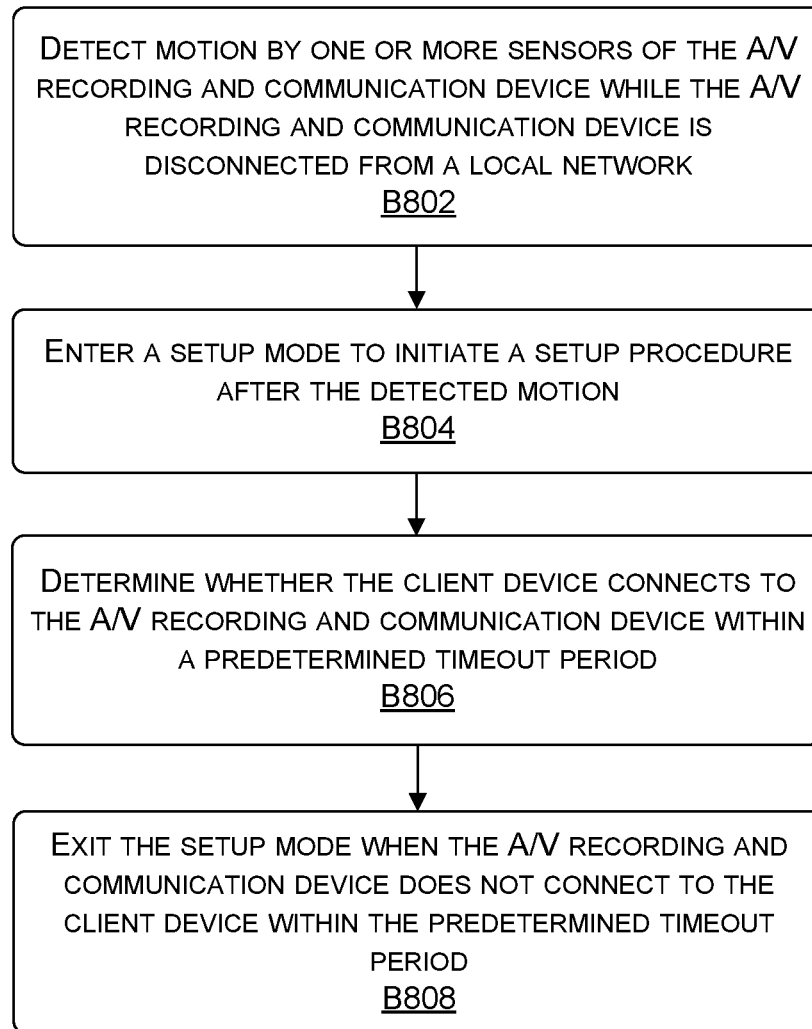 DETECT MOTION BY ONE OR MORE SENSORS OF THE A/V
RECORDING AND COMMUNICATION DEVICE WHILE THE A/V
RECORDING AND COMMUNICATION DEVICE IS
DISCONNECTED FROM A LOCAL NETWORK
B802
ENTER A SETUP MODE TO INITIATE A SETUP PROCEDURE
AFTER THE DETECTED MOTION
B804
DETERMINE WHETHER THE CLIENT DEVICE CONNECTS TO
THE A/V RECORDING AND COMMUNICATION DEVICE WITHIN
A PREDETERMINED TIMEOUT PERIOD
B806
EXIT THE SETUP MODE WHEN THE A/V RECORDING AND
COMMUNICATION DEVICE DOES NOT CONNECT TO THE
CLIENT DEVICE WITHIN THE PREDETERMINED TIMEOUT
PERIOD
B808